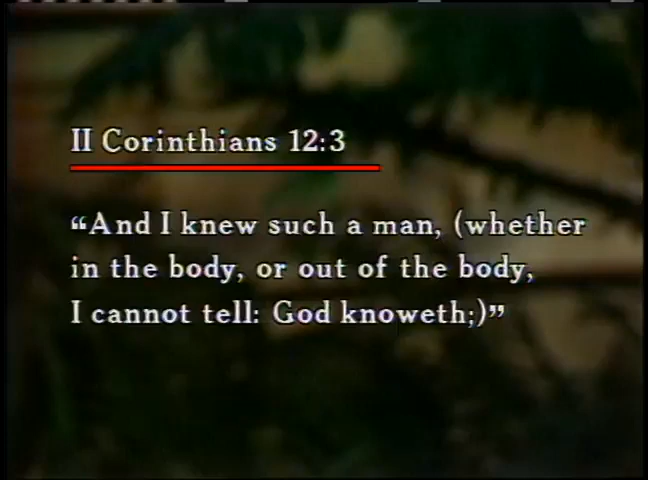 II Corinthians 12:3
“And I knew such a man, (whether
in the body, or out of the body,
I cannot tell: God knoweth;)”